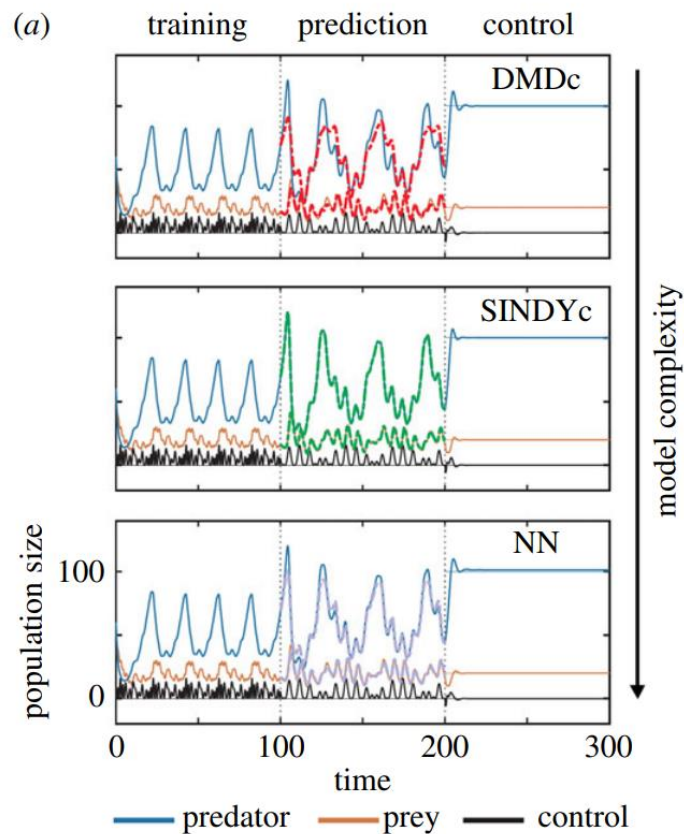 (a) training prediction control
DMDc
SINDYc
NN
model complexity
population size
100
0
0 100 200 300
time
predator prey control